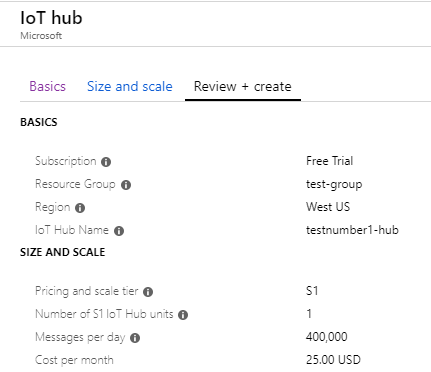 IoT hub
Microsoft
Basics Size and scale Review + create
BASICS
Subscription Free Trial
Resource Group test-group
Region West US
IoT Hub Name testnumber1-hub
SIZE AND SCALE
Pricing and scale tier S1
Number of S1 IoT Hub units 1
Messages per day 400,000
Cost per month 25.00 USD